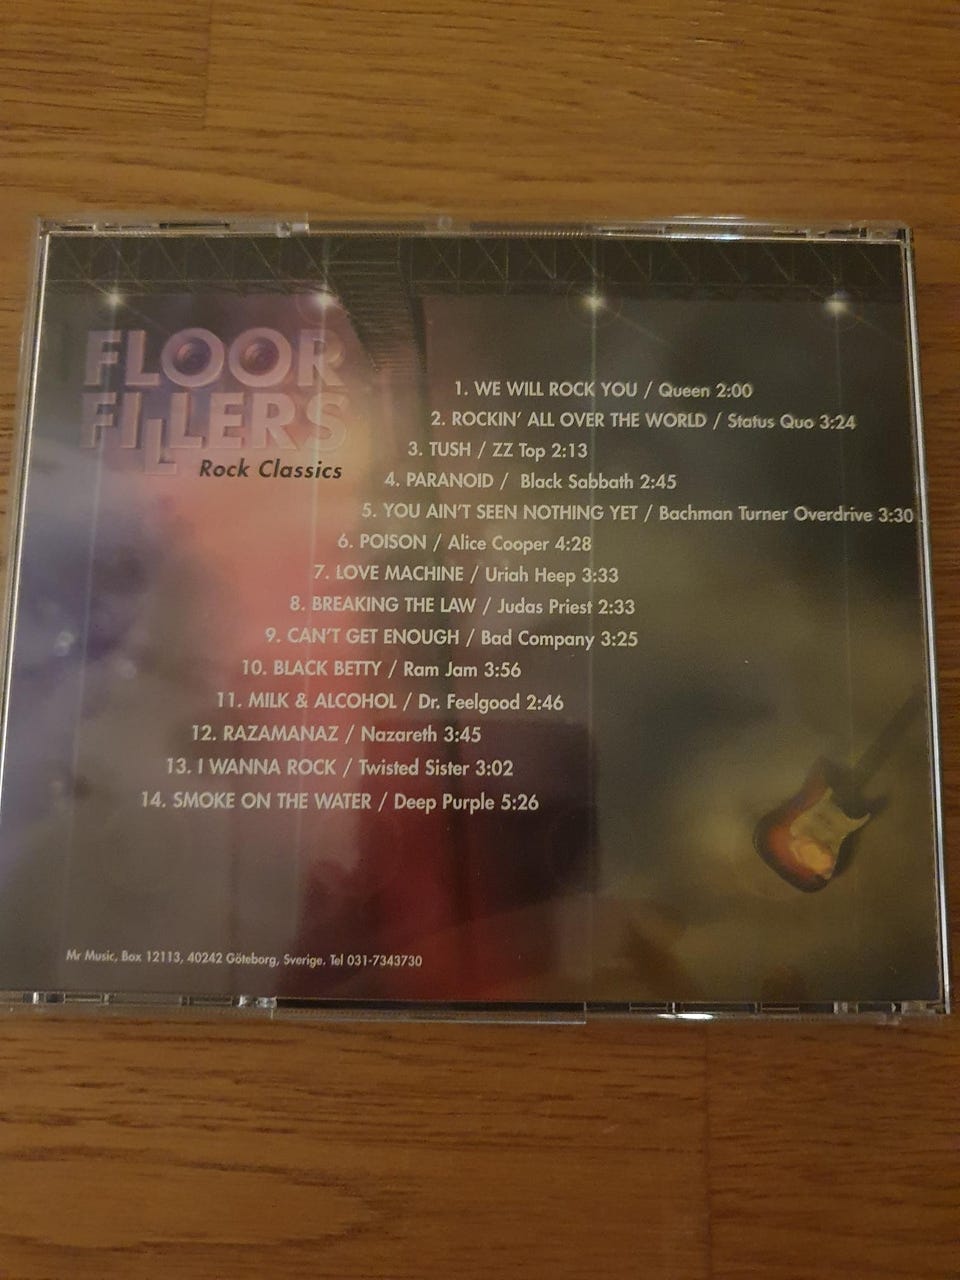 FLOOR
FILLERS
Rock Classics
1. WE WILL ROCK YOU / Queen 2:00
2. ROCKIN' ALL OVER THE WORLD / Status Quo 3:24
3. TUSH / ZZ Top 2:13
4. PARANOID / Black Sabbath 2:45
5. YOU AIN'T SEEN NOTHING YET / Bachman Turner Overdrive 3:30
6. POISON / Alice Cooper 4:28
7. LOVE MACHINE / Uriah Heep 3:33
8. BREAKING THE LAW / Judas Priest 2:33
9. CAN'T GET ENOUGH / Bad Company 3:25
10. BLACK BETTY / Ram Jam 3:56
11. MILK & ALCOHOL / Dr. Feelgood 2:46
12. RAZAMANAZ / Nazareth 3:45
13. I WANNA ROCK / Twisted Sister 3:02
14. SMOKE ON THE WATER / Deep Purple 5:26
Mr Music, Box 12113, 40242 Göteborg, Sverige. Tel 031-7343730